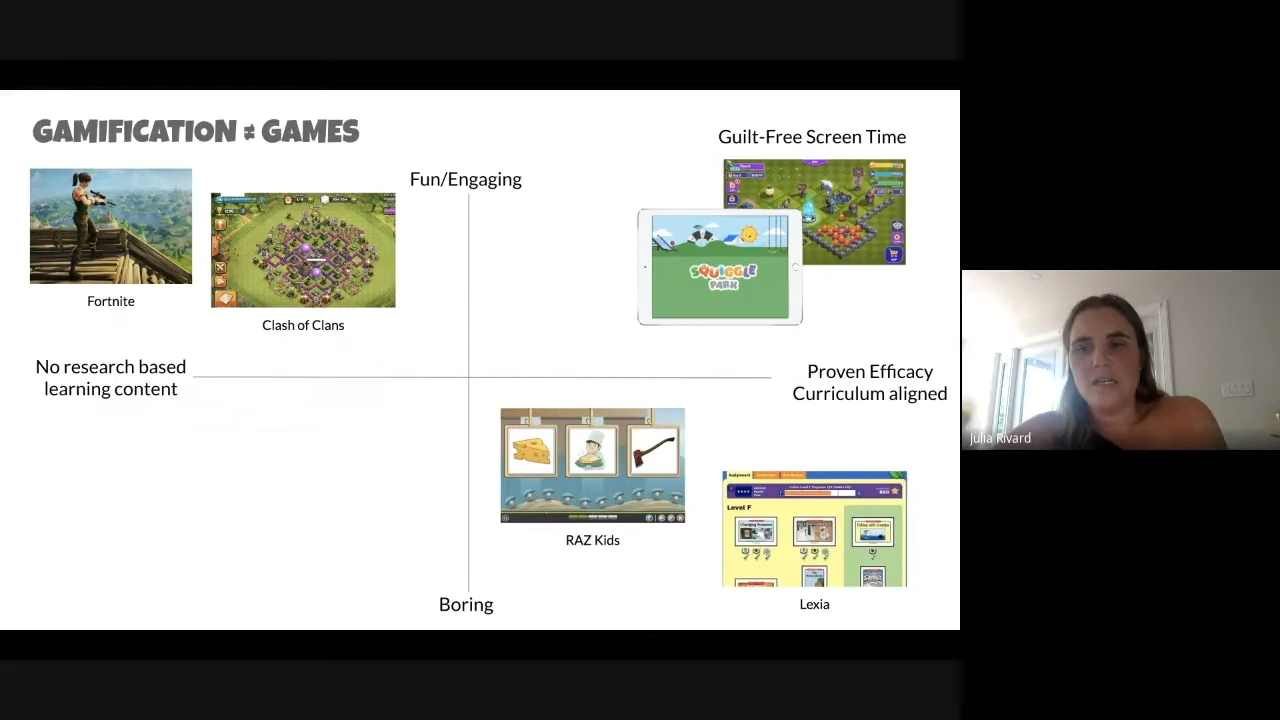 GAMIFICATION ≠ GAMES
Guilt-Free Screen Time
Fun/Engaging
SQUIGGLE
PARK
Fortnite
Clash of Clans
No research based
learning content
Proven Efficacy
Curriculum aligned
Julia Rivard
Level F
RAZ Kids
Boring
Lexia